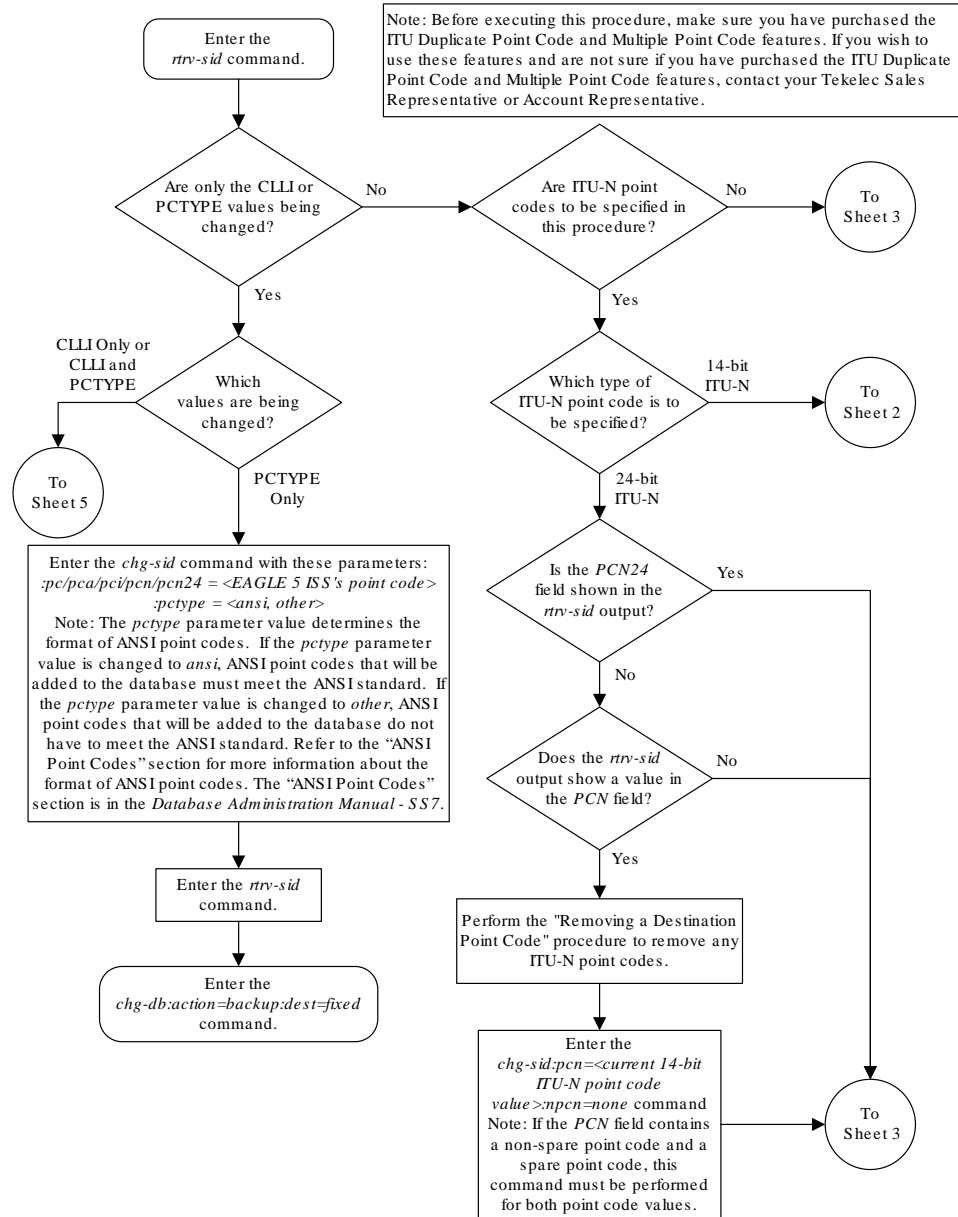 Enter the
rtrv-sid
command.
Note: Before executing this procedure, make sure you have purchased the
ITU Duplicate Point Code and Multiple Point Code features. If you wish to
use these features and are not sure if you have purchased the ITU Duplicate
Point Code and Multiple Point Code features, contact your Tekelec Sales
Representative or Account Representative.
Are only the CLLI or
PCTYPE values being
changed?
No
Are ITU-N point
codes to be specified in
this procedure?
No
To
Sheet 3
Yes
Yes
CLLI Only or
CLLI and
PCTYPE
Which
values are being
changed?
Which type of
ITU-N point code is to
be specified?
14-bit
ITU-N
To
Sheet 2
To
Sheet 5
PCTYPE
Only
24-bit
ITU-N
Enter the chg-sid command with these parameters:
:pc/pca/pci/pcn/pcn24 = <EAGLE 5 ISS's point code>
:pctype = <ansi, other>
Note: The pctype parameter value determines the
format of ANSI point codes. If the pctype parameter
value is changed to ansi, ANSI point codes that will be
added to the database must meet the ANSI standard. If
the pctype parameter value is changed to other, ANSI
point codes that will be added to the database do not
have to meet the ANSI standard. Refer to the “ANSI
Point Codes” section for more information about the
format of ANSI point codes. The “ANSI Point Codes”
section is in the Database Administration Manual - SS7.
Is the PCN24
field shown in the
rtrv-sid output?
Yes
No
Does the rtrv-sid
output show a value in
the PCN field?
No
Yes
Enter the rtrv-sid
command.
Perform the "Removing a Destination
Point Code" procedure to remove any
ITU-N point codes.
Enter the
chg-db:action=backup:dest=fixed
command.
Enter the
chg-sid:pcn=<current 14-bit
ITU-N point code
value>:npcn=none command
Note: If the PCN field contains
a non-spare point code and a
spare point code, this
command must be performed
for both point code values.
To
Sheet 3